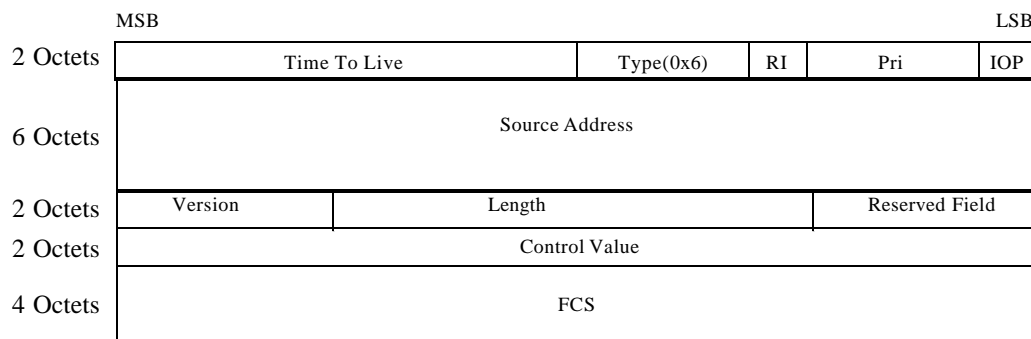 MSB LSB
2 Octets Time To Live Type(0x6) RI Pri IOP
6 Octets Source Address
2 Octets Version Length Reserved Field
2 Octets Control Value
4 Octets FCS